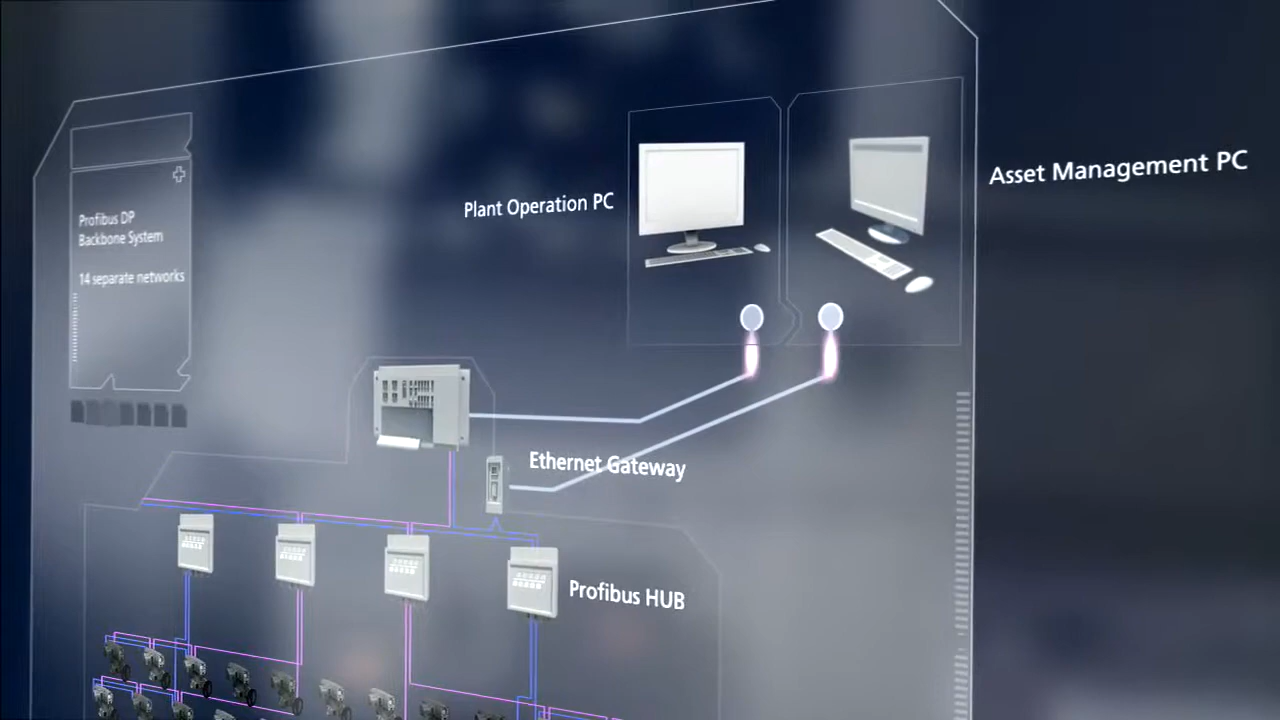 Profibus DP
Backbone System
14 separate networks
Plant Operation PC
Asset Management PC
Ethernet Gateway
Profibus HUB